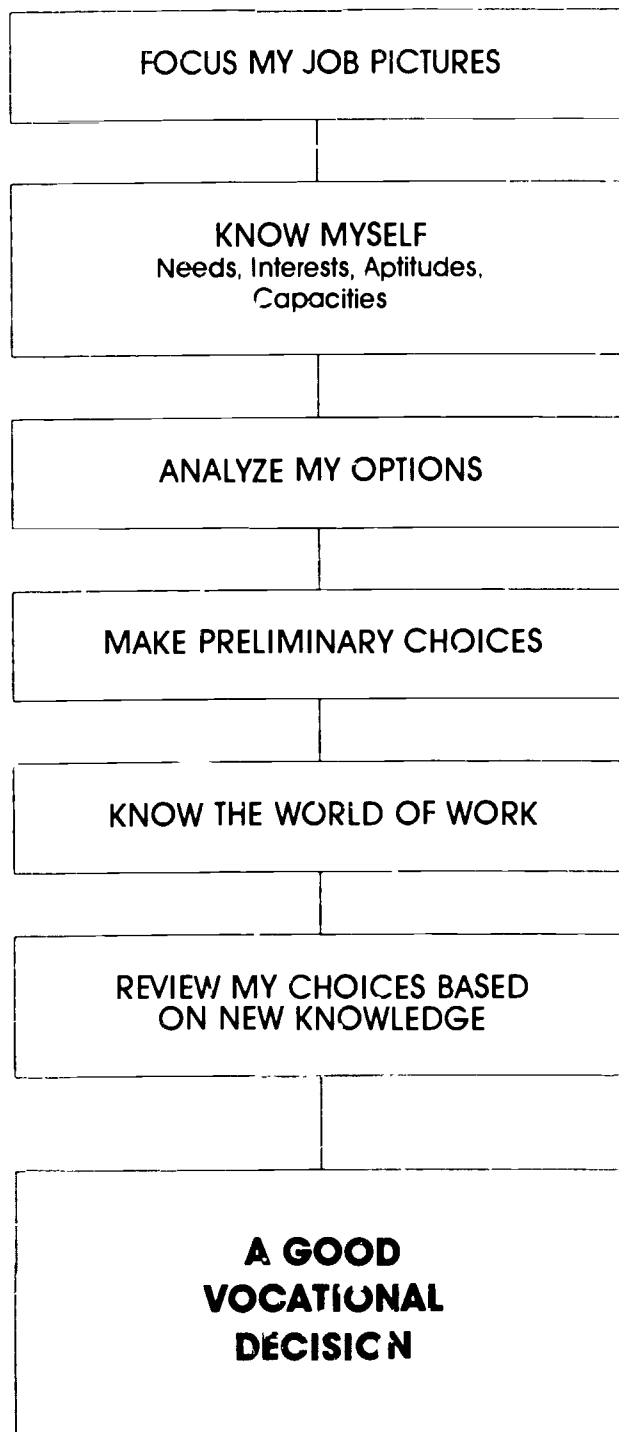 FOCUS MY JOB PICTURES
KNOW MYSELF
Needs, Interests, Aptitudes,
Capacities
ANALYZE MY OPTIONS
MAKE PRELIMINARY CHOICES
KNOW THE WORLD OF WORK
REVIEW MY CHOICES BASED
ON NEW KNOWLEDGE
A GOOD
VOCATIONAL
DECISION